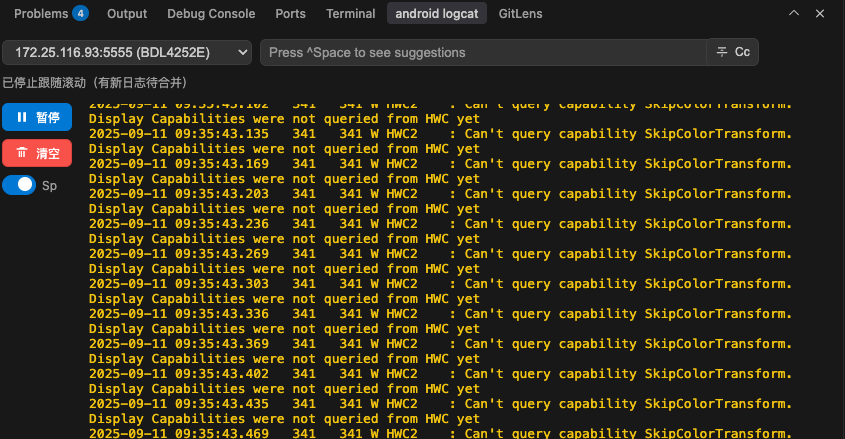 Problems 4 Output Debug Console Ports Terminal android logcat GitLens
172.25.116.93:5555 (BDL4252E) Press ^Space to see suggestions Cc
已停止跟随滚动（有新日志待合并）
暂停
清空
Sp
2025-09-11 09:35:43.102 341 341 W HWC2 : Can't query capability SkipColorTransform.
Display Capabilities were not queried from HWC yet
2025-09-11 09:35:43.135 341 341 W HWC2 : Can't query capability SkipColorTransform.
Display Capabilities were not queried from HWC yet
2025-09-11 09:35:43.169 341 341 W HWC2 : Can't query capability SkipColorTransform.
Display Capabilities were not queried from HWC yet
2025-09-11 09:35:43.203 341 341 W HWC2 : Can't query capability SkipColorTransform.
Display Capabilities were not queried from HWC yet
2025-09-11 09:35:43.236 341 341 W HWC2 : Can't query capability SkipColorTransform.
Display Capabilities were not queried from HWC yet
2025-09-11 09:35:43.269 341 341 W HWC2 : Can't query capability SkipColorTransform.
Display Capabilities were not queried from HWC yet
2025-09-11 09:35:43.303 341 341 W HWC2 : Can't query capability SkipColorTransform.
Display Capabilities were not queried from HWC yet
2025-09-11 09:35:43.336 341 341 W HWC2 : Can't query capability SkipColorTransform.
Display Capabilities were not queried from HWC yet
2025-09-11 09:35:43.369 341 341 W HWC2 : Can't query capability SkipColorTransform.
Display Capabilities were not queried from HWC yet
2025-09-11 09:35:43.402 341 341 W HWC2 : Can't query capability SkipColorTransform.
Display Capabilities were not queried from HWC yet
2025-09-11 09:35:43.435 341 341 W HWC2 : Can't query capability SkipColorTransform.
Display Capabilities were not queried from HWC yet
2025-09-11 09:35:43.469 341 341 W HWC2 : Can't query capability SkipColorTransform.